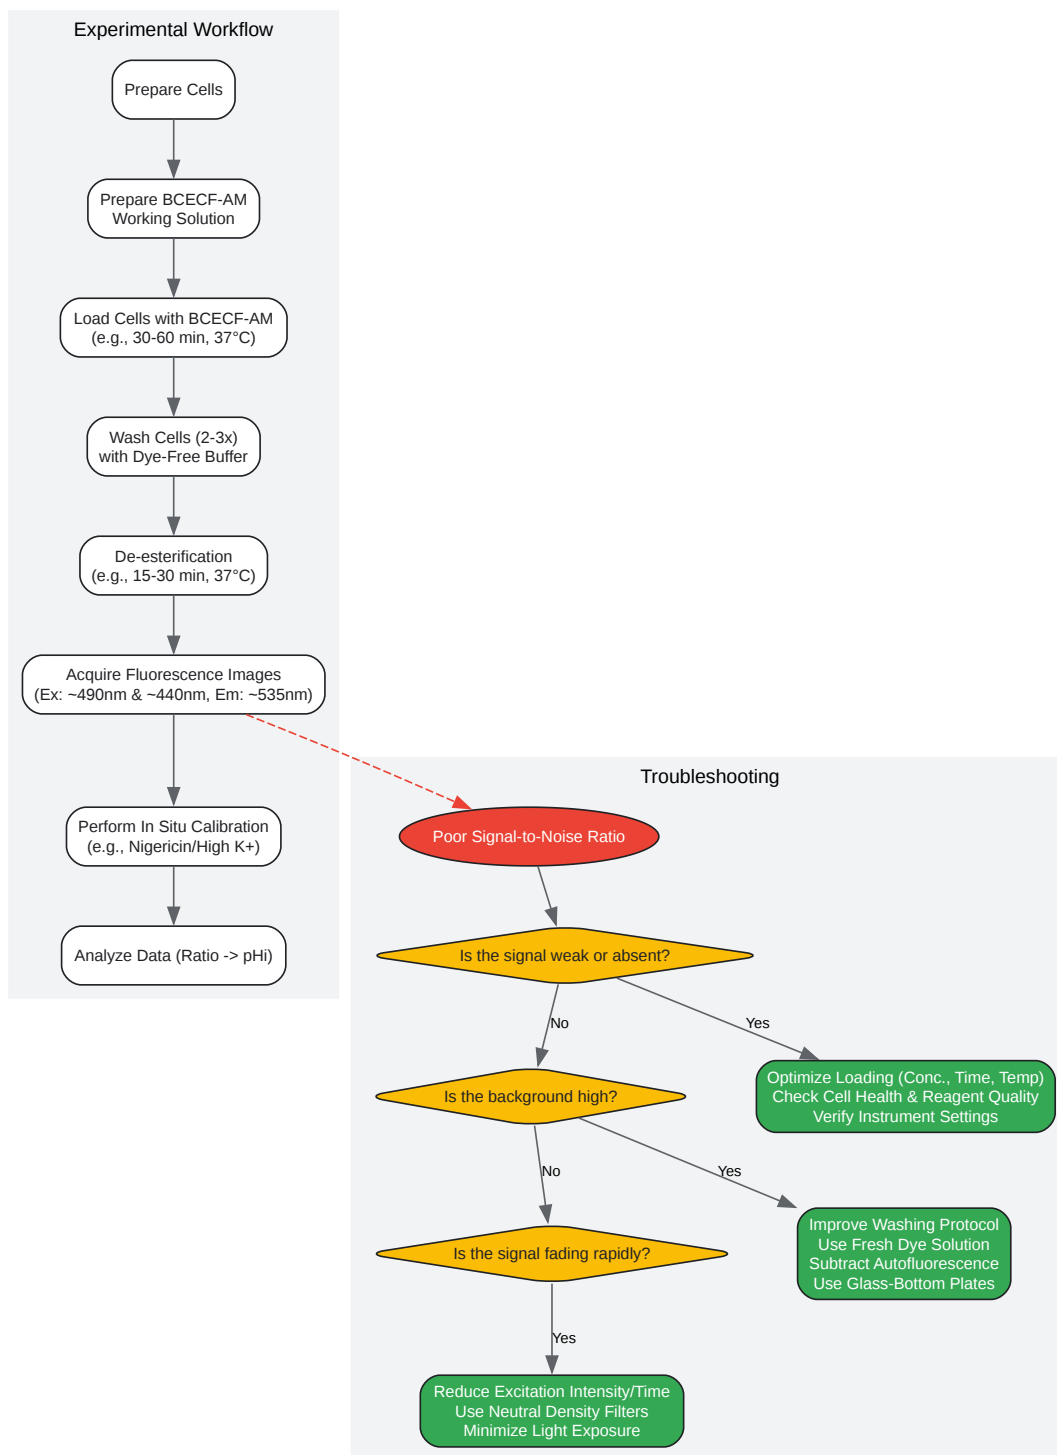 Experimental Workflow
Prepare Cells
Prepare BCECF-AM
Working Solution
Load Cells with BCECF-AM
(e.g., 30-60 min, 37°C)
Wash Cells (2-3x)
with Dye-Free Buffer
De-esterification
(e.g., 15-30 min, 37°C)
Acquire Fluorescence Images
(Ex: ~490nm & ~440nm, Em: ~535nm)
Perform In Situ Calibration
(e.g., Nigericin/High K+)
Analyze Data (Ratio -> pHi)
Troubleshooting
Poor Signal-to-Noise Ratio
Is the signal weak or absent?
No
Yes
Optimize Loading (Conc., Time, Temp)
Check Cell Health & Reagent Quality
Verify Instrument Settings
Is the background high?
No
Yes
Improve Washing Protocol
Use Fresh Dye Solution
Subtract Autofluorescence
Use Glass-Bottom Plates
Is the signal fading rapidly?
Yes
Reduce Excitation Intensity/Time
Use Neutral Density Filters
Minimize Light Exposure